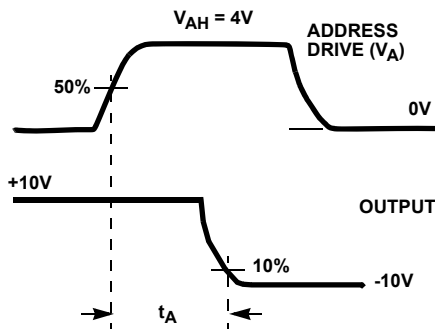 V_AH = 4V
ADDRESS
DRIVE (V_A)
50%
0V
+10V
OUTPUT
10%
-10V
t_A